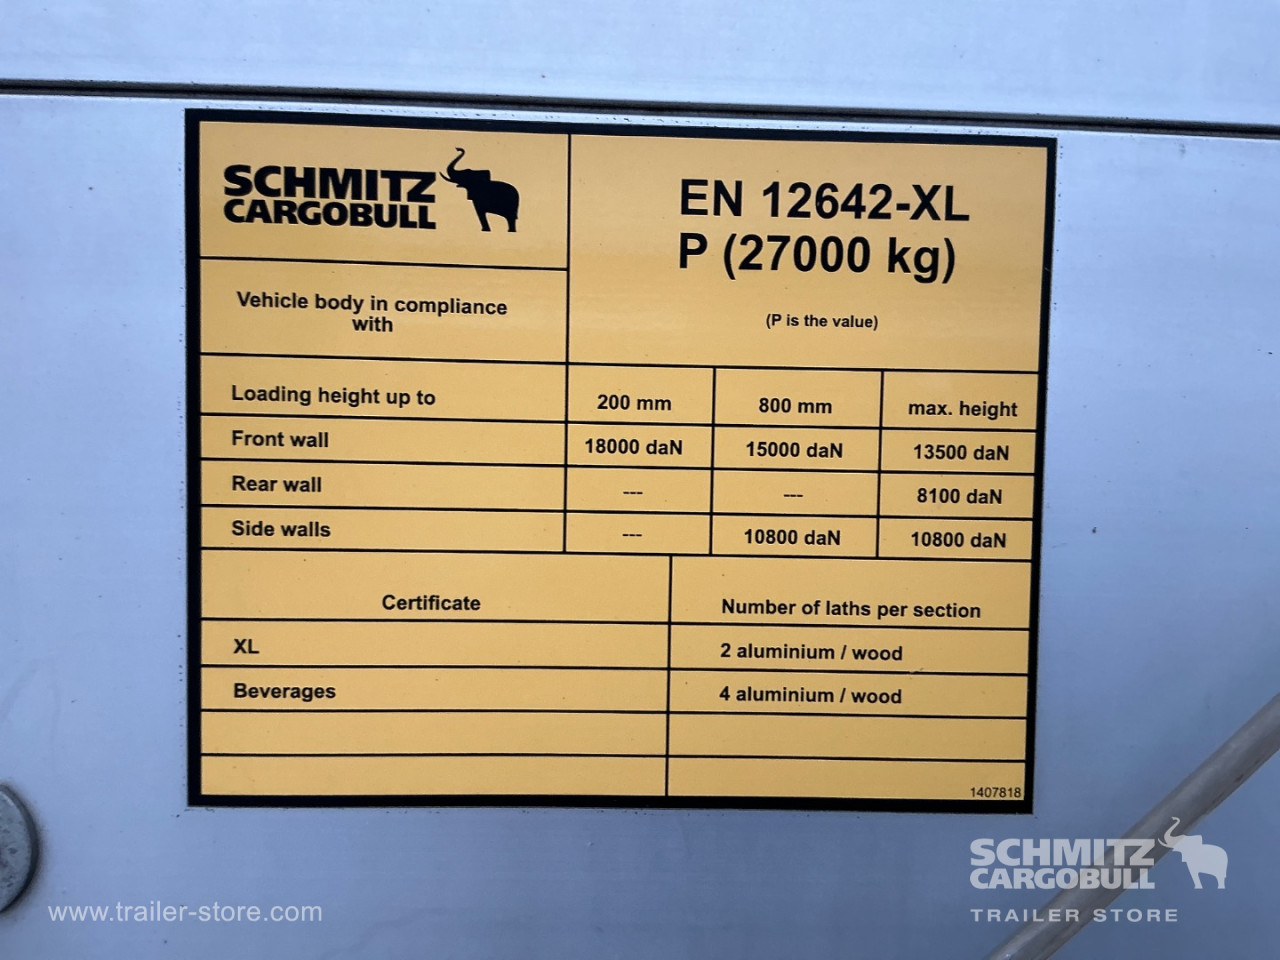 SCHMITZ
CARGOBULL
EN 12642-XL
P (27000 kg)
(P is the value)
Vehicle body in compliance
with
Loading height up to 200 mm 800 mm max. height
Front wall 18000 daN 15000 daN 13500 daN
Rear wall --- --- 8100 daN
Side walls --- 10800 daN 10800 daN
Certificate Number of laths per section
XL 2 aluminium / wood
Beverages 4 aluminium / wood
1407818
SCHMITZ
CARGOBULL
TRAILER STORE
www.trailer-store.com